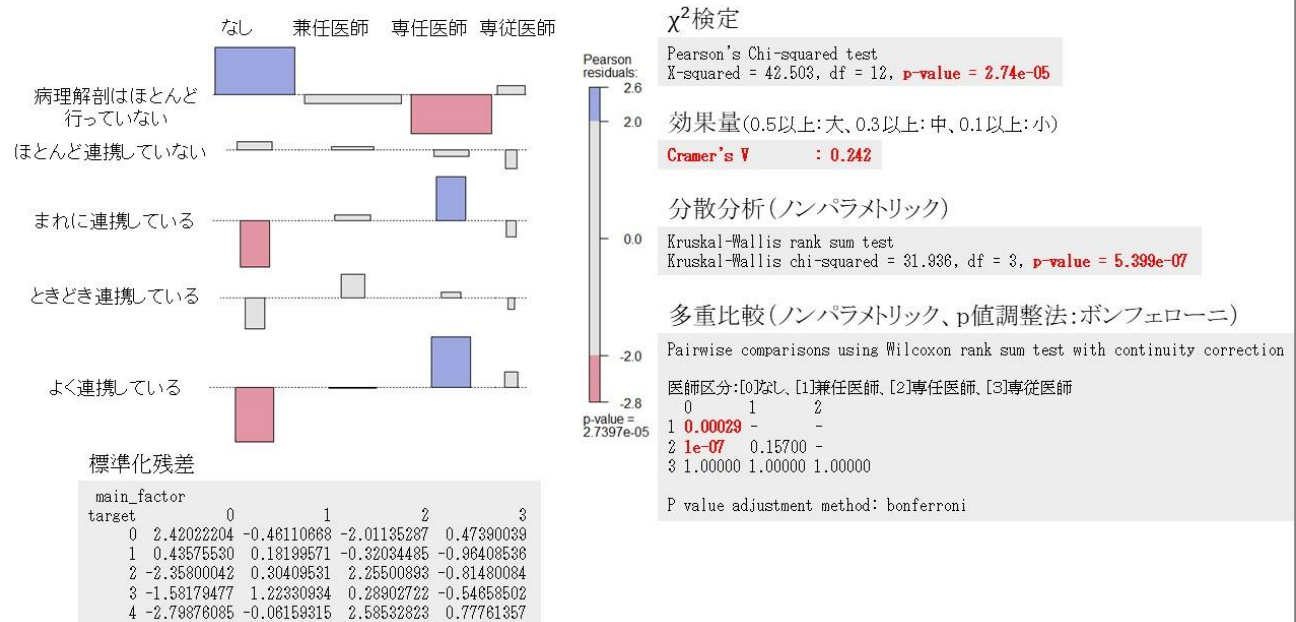 なし 兼任医師 専任医師 専従医師
病理解剖はほとんど
行っていない
ほとんど連携していない
まれに連携している
ときどき連携している
よく連携している
Pearson
residuals:
2.6
2.0
0.0
-2.0
-2.8
p-value =
2.7397e-05
標準化残差
main_factor
target 0 1 2 3
0 2.42022204 -0.46110668 -2.01135287 0.47390039
1 0.43575530 0.18199571 -0.32034485 -0.96408536
2 -2.35800042 0.30409531 2.25500893 -0.81480084
3 -1.58179477 1.22330934 0.28902722 -0.54658502
4 -2.79876085 -0.06159315 2.58532823 0.77761357
χ²検定
Pearson's Chi-squared test
X-squared = 42.503, df = 12, p-value = 2.74e-05
効果量(0.5以上:大、0.3以上:中、0.1以上:小)
Cramer's V : 0.242
分散分析(ノンパラメトリック)
Kruskal-Wallis rank sum test
Kruskal-Wallis chi-squared = 31.936, df = 3, p-value = 5.399e-07
多重比較(ノンパラメトリック、p値調整法:ボンフェローニ)
Pairwise comparisons using Wilcoxon rank sum test with continuity correction
医師区分:[0]なし、[1]兼任医師、[2]専任医師、[3]専従医師
0 1 2
1 0.00029 - -
2 1e-07 0.15700 -
3 1.00000 1.00000 1.00000
P value adjustment method: bonferroni